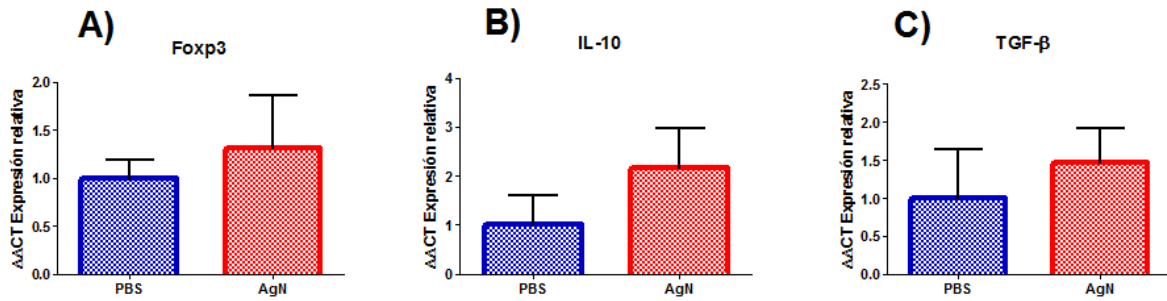 A)
Foxp3
ΔΔCT Expresión relativa
2.0
1.5
1.0
0.5
0.0
PBS
AgN
B)
IL-10
ΔΔCT Expresión relativa
4
3
2
1
0
PBS
AgN
C)
TGF-β
ΔΔCT Expresión relativa
2.5
2.0
1.5
1.0
0.5
0.0
PBS
AgN